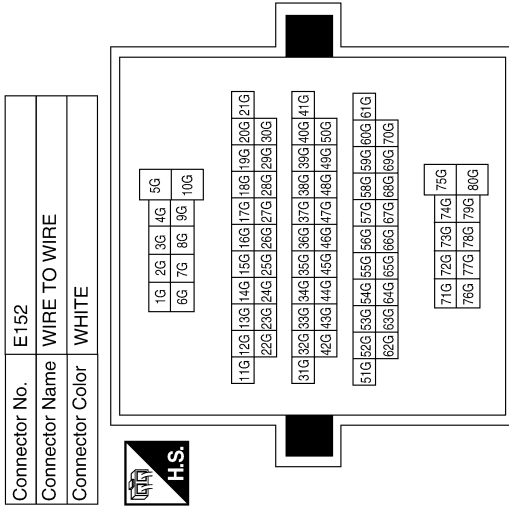 Connector No. E152
Connector Name WIRE TO WIRE
Connector Color WHITE
H.S.
1G 2G 3G 4G 5G
6G 7G 8G 9G 10G
11G 12G 13G 14G 15G 16G 17G 18G 19G 20G 21G
22G 23G 24G 25G 26G 27G 28G 29G 30G
31G 32G 33G 34G 35G 36G 37G 38G 39G 40G 41G
42G 43G 44G 45G 46G 47G 48G 49G 50G
51G 52G 53G 54G 55G 56G 57G 58G 59G 60G 61G
62G 63G 64G 65G 66G 67G 68G 69G 70G
71G 72G 73G 74G 75G
76G 77G 78G 79G 80G